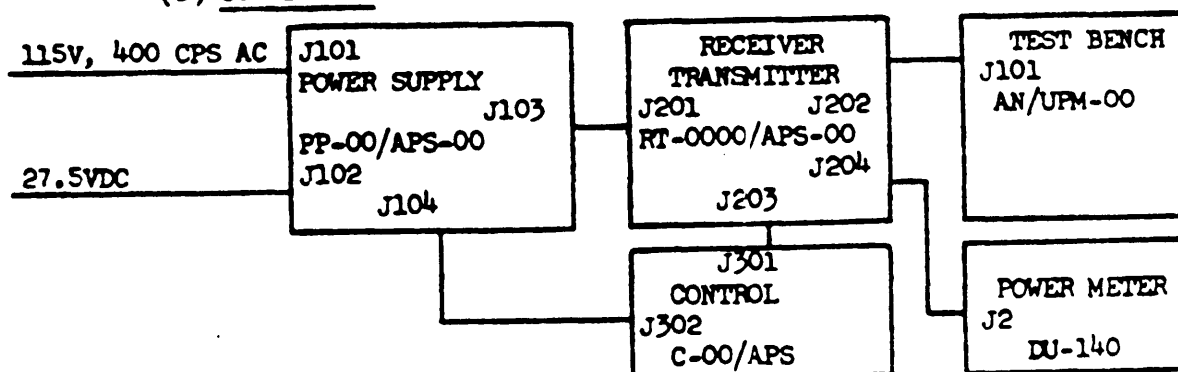 115V, 400 CPS AC
27.5VDC
J101
POWER SUPPLY
J103
PP-00/APS-00
J102
J104
RECEIVER
TRANSMITTER
J201 J202
RT-0000/APS-00
J204
J203
TEST BENCH
J101
AN/UPM-00
J301
CONTROL
J302
C-00/APS
POWER METER
J2
DU-140